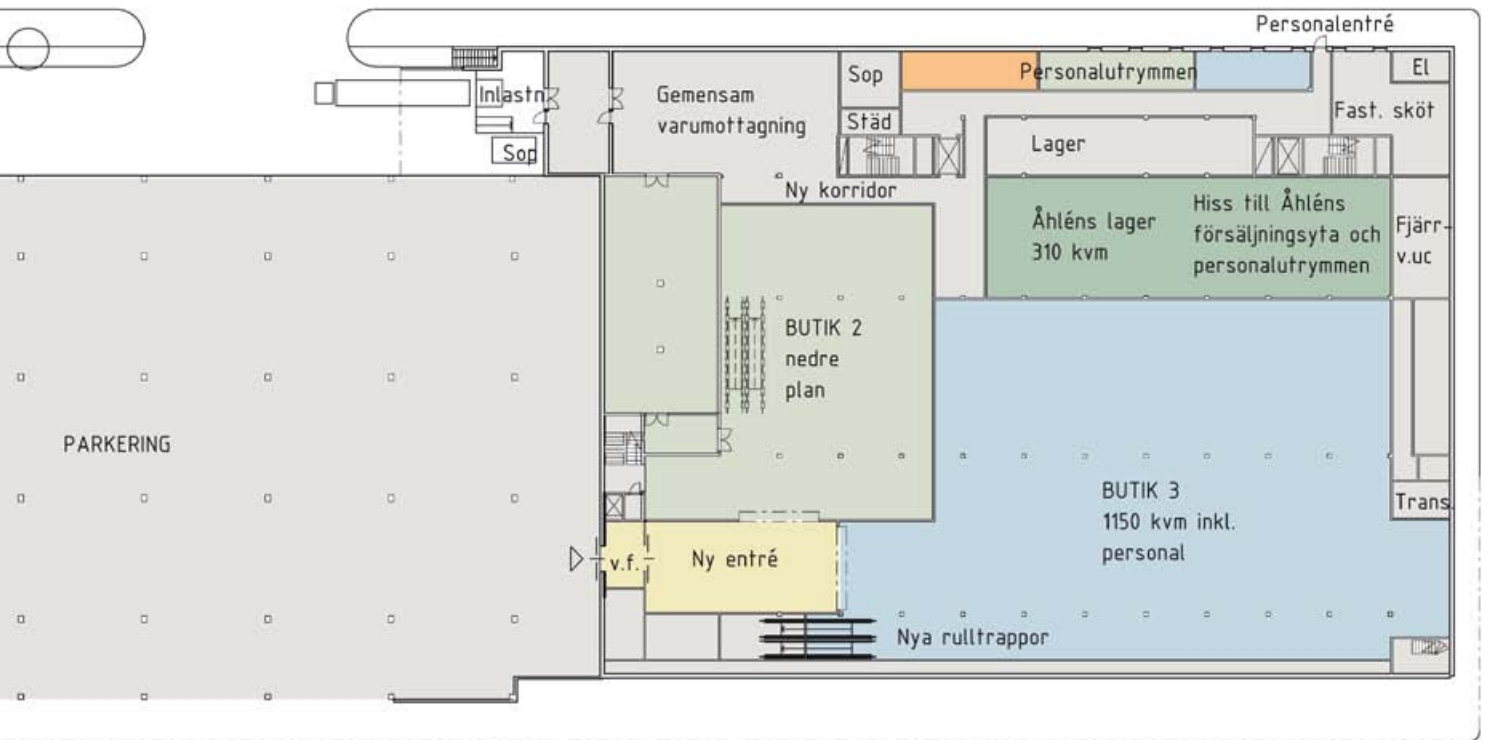 Personalentré
Inlastn
Sop
Gemensam
varumottagning
Sop
Städ
Personalutrymmen
El
Fast. sköt
Lager
Ny korridor
Åhléns lager
310 kvm
Hiss till Åhléns
försäljningsyta och
personalutrymmen
Fjärr-
v.uc
BUTIK 2
nedre
plan
PARKERING
BUTIK 3
1150 kvm inkl.
personal
Trans.
v.f.
Ny entré
Nya rulltrappor